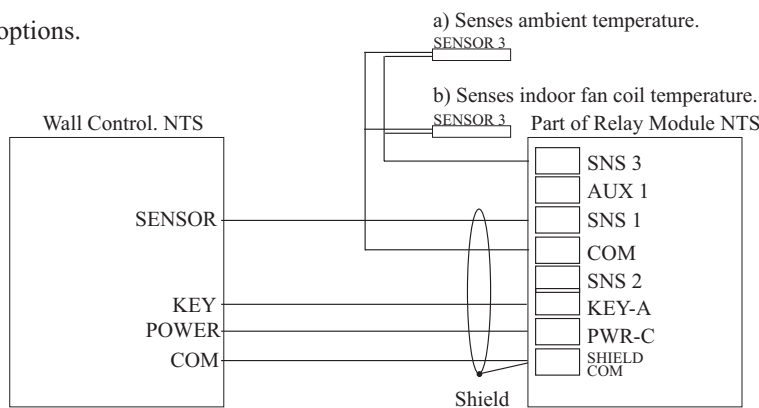 options.
a) Senses ambient temperature.
SENSOR 3
b) Senses indoor fan coil temperature.
SENSOR 3
Wall Control. NTS
Part of Relay Module NTS
SNS 3
AUX 1
SENSOR
SNS 1
COM
SNS 2
KEY
KEY-A
POWER
PWR-C
COM
SHIELD
COM
Shield